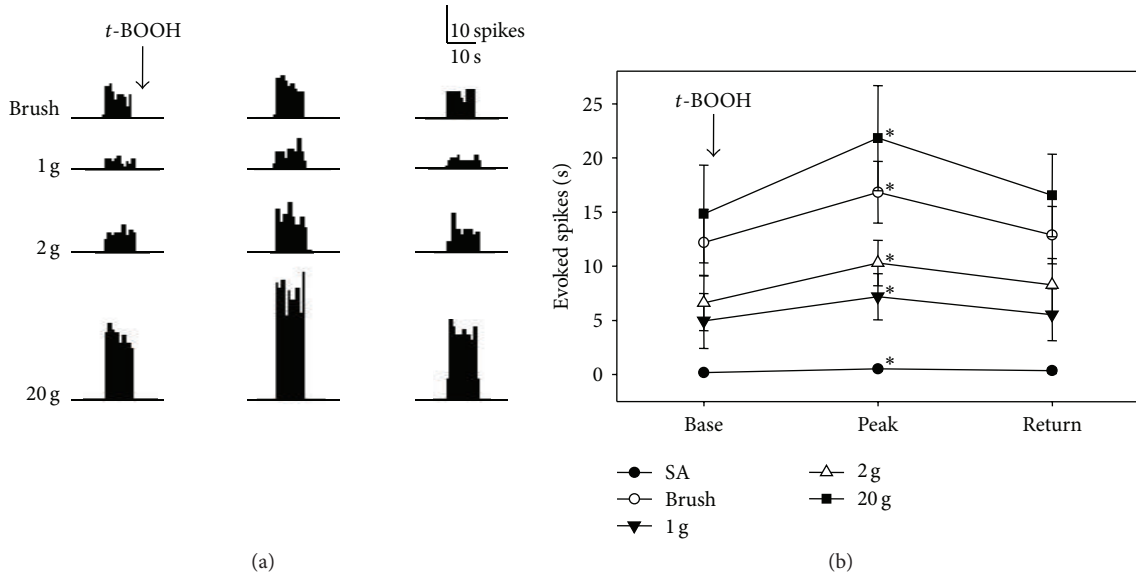 t-BOOH
10 spikes
10 s
Brush
1 g
2 g
20 g
(a)
t-BOOH
Evoked spikes (s)
25
20
15
10
5
0
*
*
*
*
*
Base Peak Return
SA
Brush
1 g
2 g
20 g
(b)